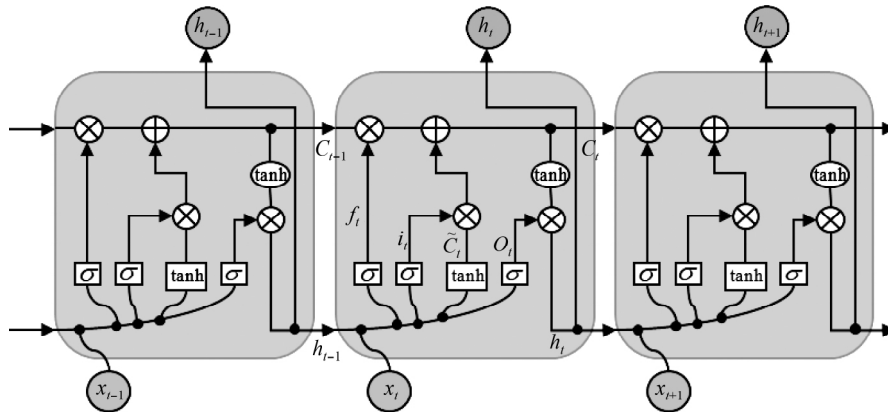 h_{t-1} h_t h_{t+1}
C_{t-1} C_t
tanh tanh tanh
f_t i_t \tilde{C}_t O_t
σ σ tanh σ σ σ tanh σ σ σ tanh σ
h_{t-1} h_t
x_{t-1} x_t x_{t+1}